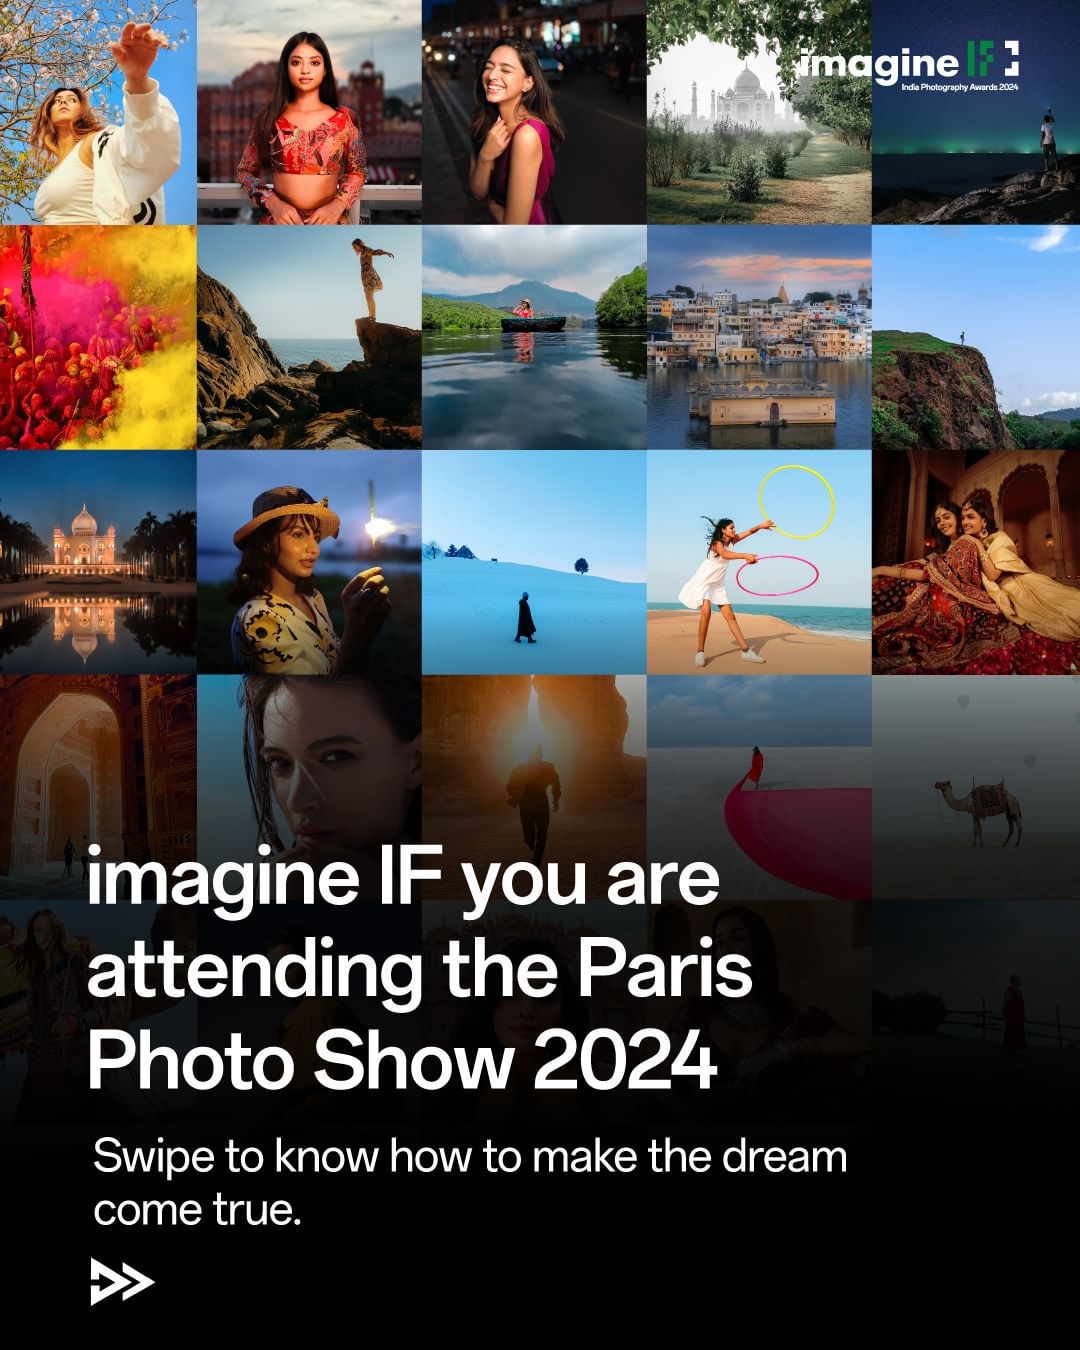 imagine IF
India Photography Awards 2024
imagine IF you are
attending the Paris
Photo Show 2024
Swipe to know how to make the dream
come true.